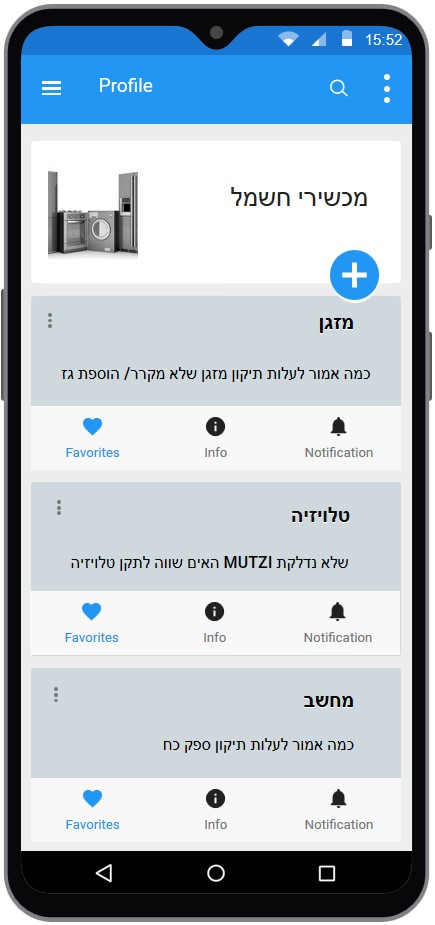 15:52
Profile
מכשירי חשמל
מזגן
כמה אמור לעלות תיקון מזגן שלא מקרר/ הוספת גז
Favorites Info Notification
טלויזיה
שלא נדלקת MUTZI האים שווה לתקן טלויזיה
Favorites Info Notification
מחשב
כמה אמור לעלות תיקון ספק כח
Favorites Info Notification